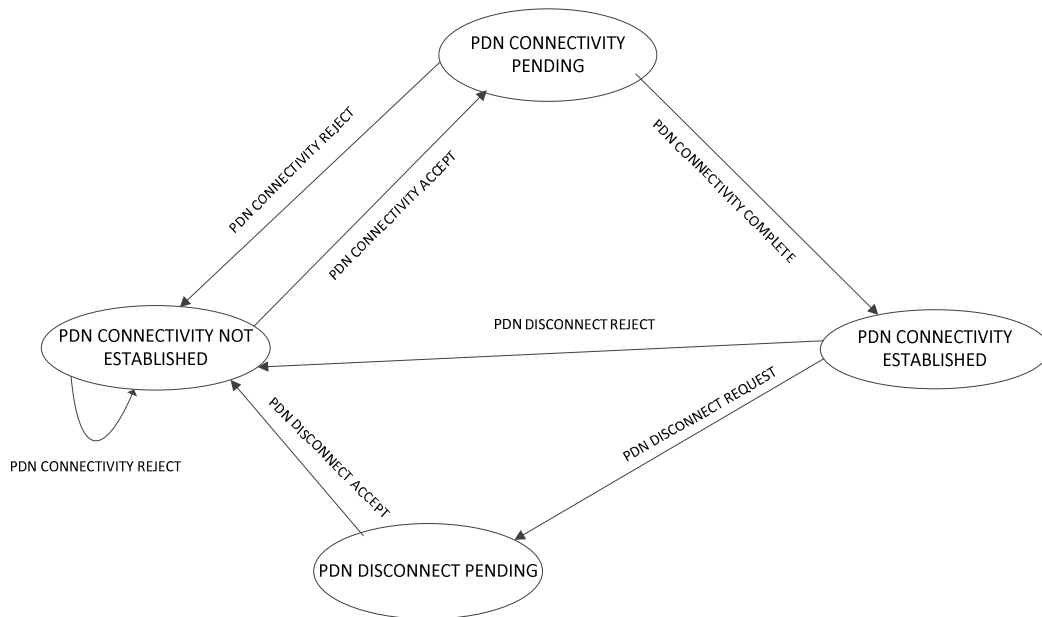 PDN CONNECTIVITY
PENDING
PDN CONNECTIVITY REJECT
PDN CONNECTIVITY ACCEPT
PDN CONNECTIVITY COMPLETE
PDN CONNECTIVITY NOT
ESTABLISHED
PDN DISCONNECT REJECT
PDN CONNECTIVITY
ESTABLISHED
PDN DISCONNECT REQUEST
PDN DISCONNECT ACCEPT
PDN CONNECTIVITY REJECT
PDN DISCONNECT PENDING